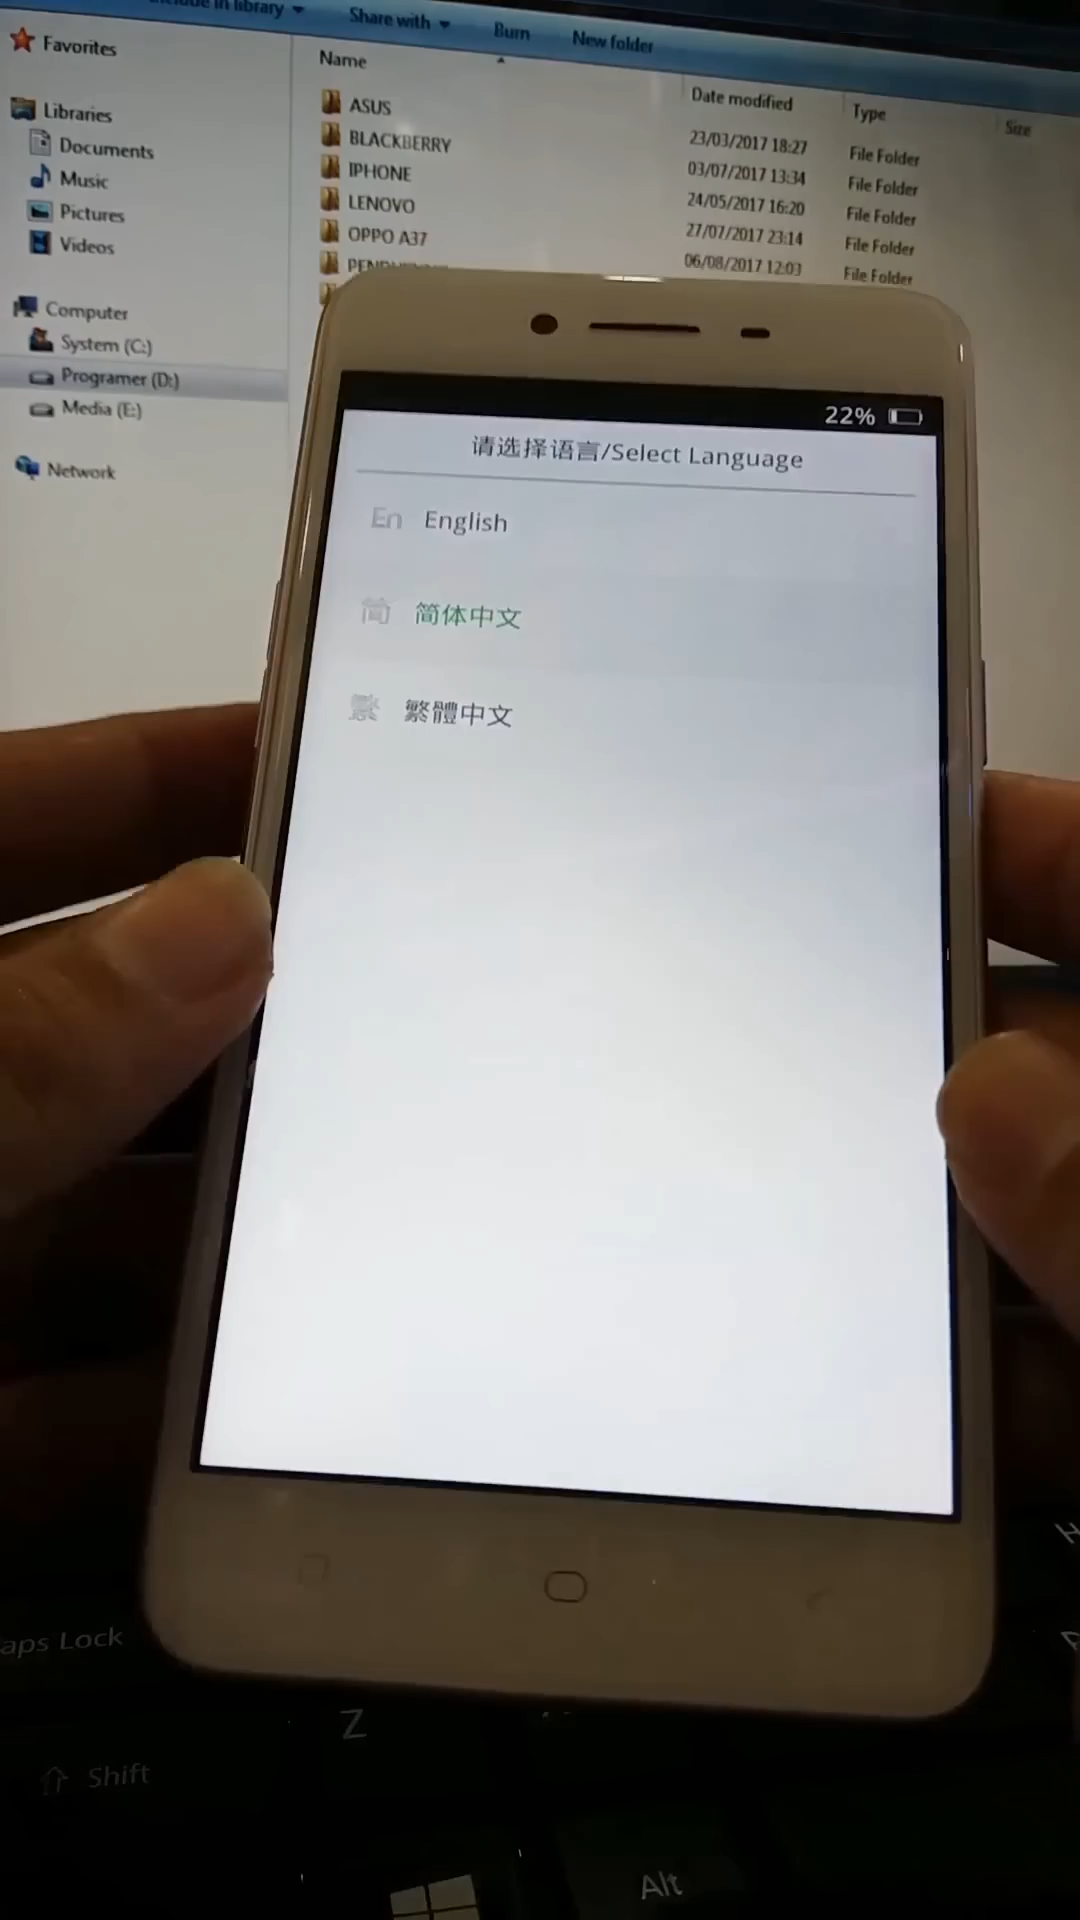 in library
Share with
Burn
New folder
Favorites
Libraries
Documents
Music
Pictures
Videos
Computer
System (C:)
Programer (D:)
Media (E:)
Network
Name
Date modified
Type
Size
ASUS
BLACKBERRY
IPHONE
LENOVO
OPPO A37
23/03/2017 18:27
03/07/2017 13:34
24/05/2017 16:20
27/07/2017 23:14
06/08/2017 12:03
File Folder
File Folder
File Folder
File Folder
File Folder
22%
请选择语言/Select Language
En English
简 简体中文
繁 繁體中文
aps Lock
Z
Shift
Alt
H